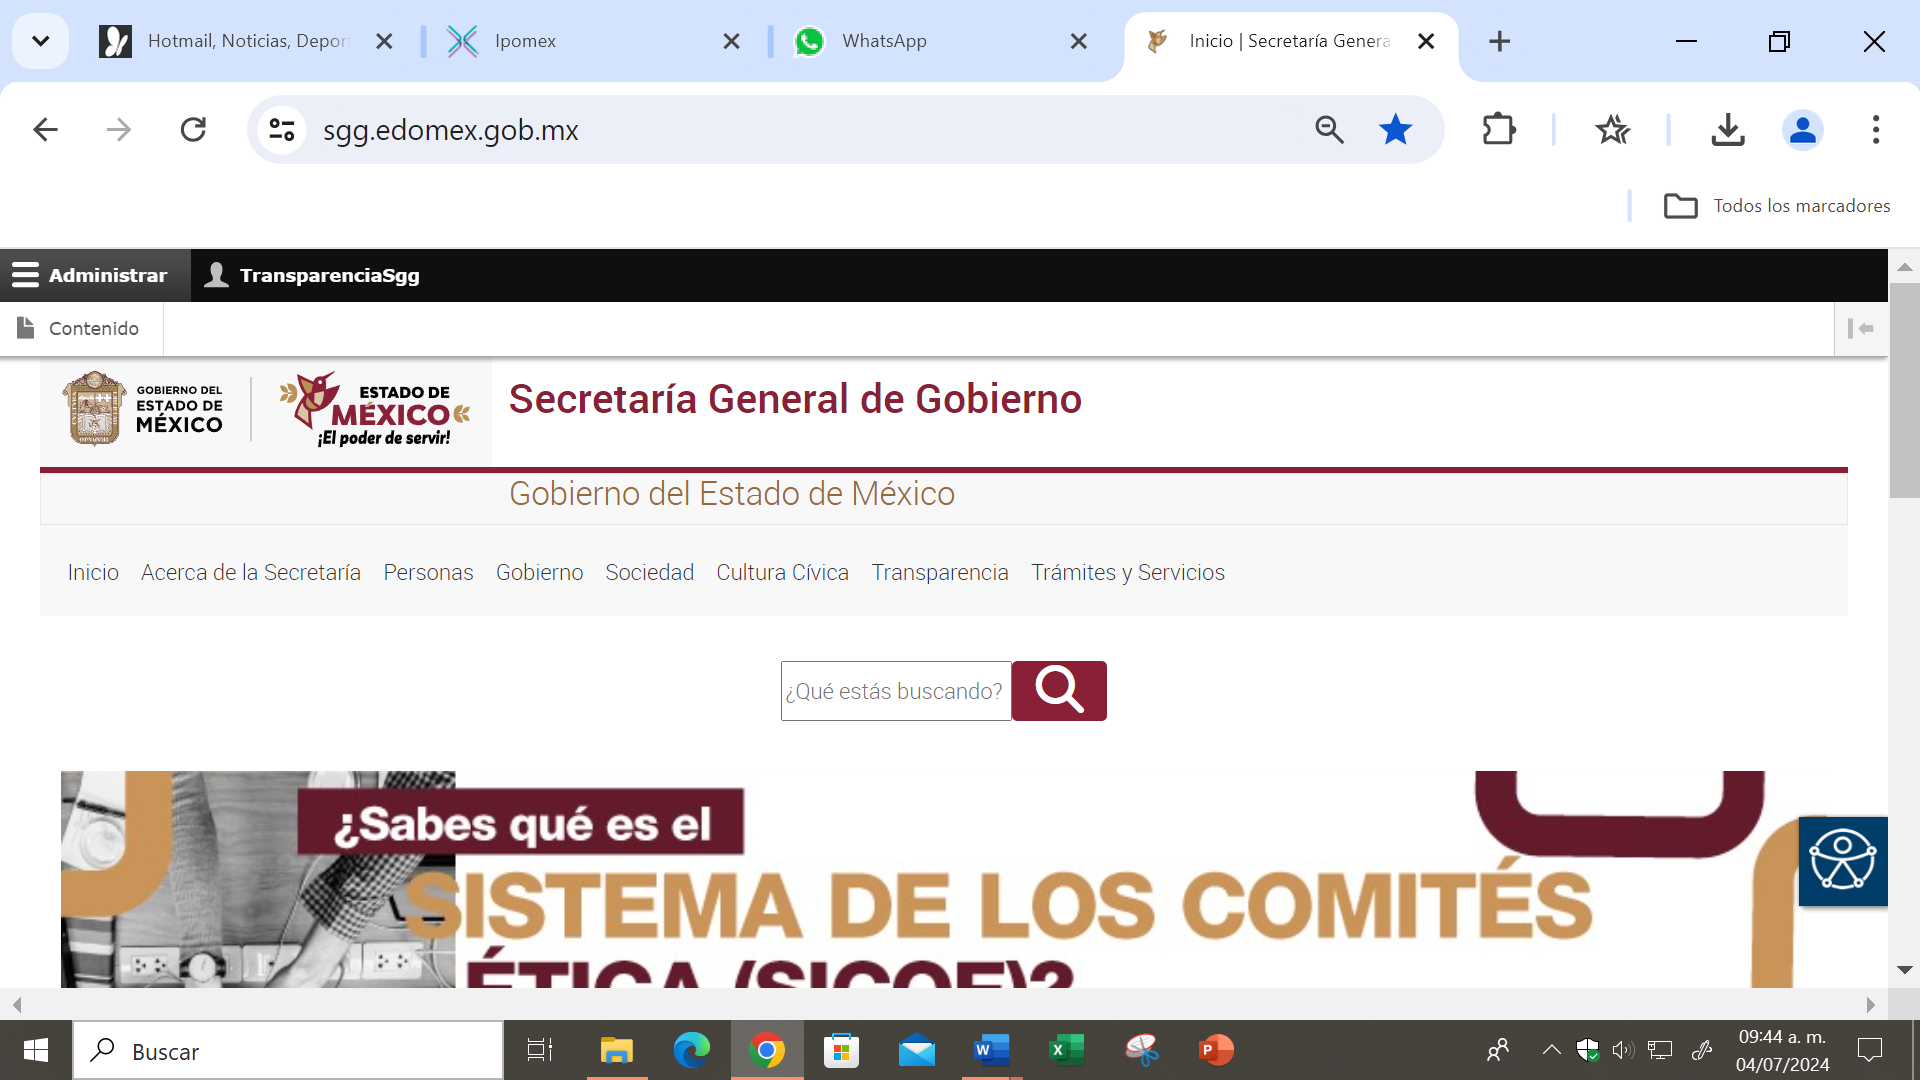 Hotmail, Noticias, Depor
Ipomex
WhatsApp
Inicio | Secretaría Genera
sgg.edomex.gob.mx
Todos los marcadores
Administrar
TransparenciaSgg
Contenido
GOBIERNO DEL
ESTADO DE
MÉXICO
ESTADO DE
MÉXICO
¡El poder de servir!
Secretaría General de Gobierno
Gobierno del Estado de México
Inicio Acerca de la Secretaría Personas Gobierno Sociedad Cultura Cívica Transparencia Trámites y Servicios
¿Qué estás buscando?
¿Sabes qué es el
SISTEMA DE LOS COMITÉS
ÉTICA (SICOE)?
Buscar
09:44 a. m.
04/07/2024